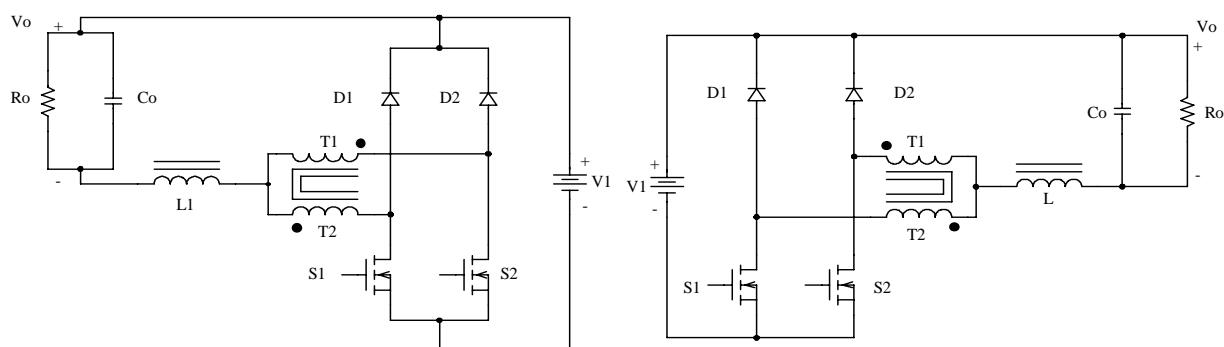 Vo
+
Ro
Co
-
L1
T1
T2
D1
D2
S1
S2
+
V1
-
Vo
+
D1
D2
Co
Ro
T1
+
V1
-
-
L
T2
S1
S2